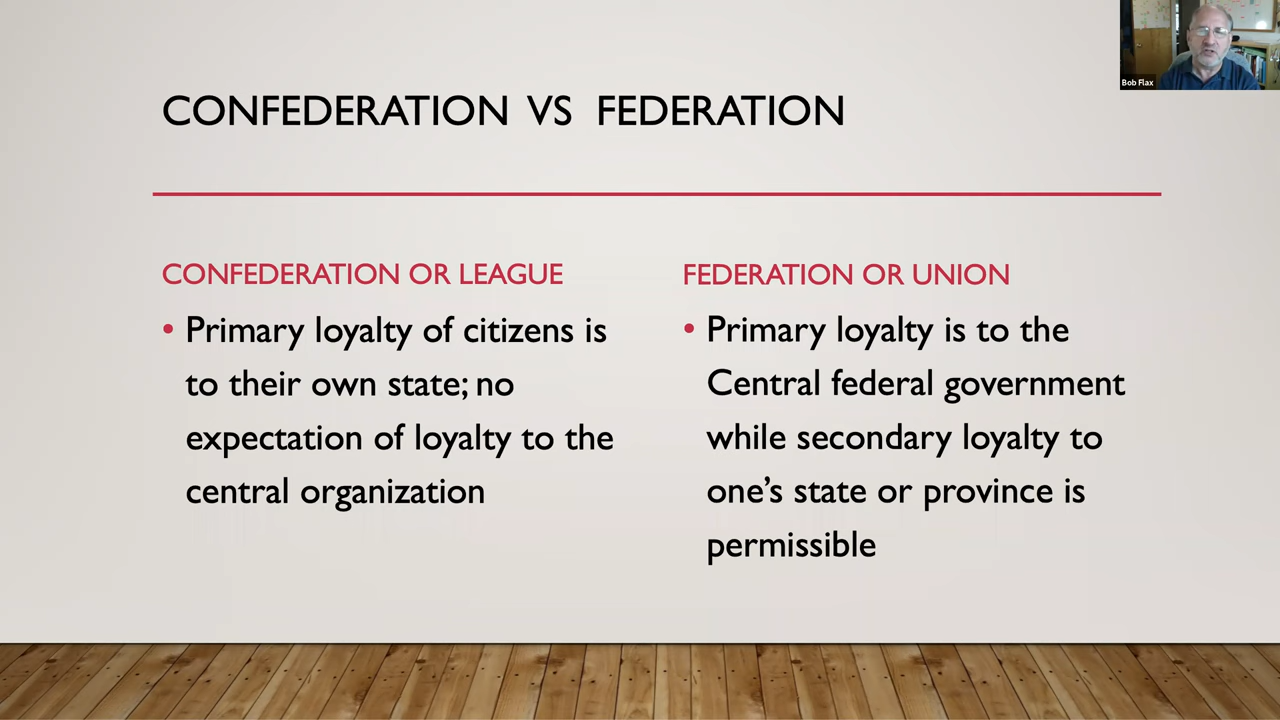 Bob Flax
CONFEDERATION VS FEDERATION
CONFEDERATION OR LEAGUE
• Primary loyalty of citizens is
to their own state; no
expectation of loyalty to the
central organization
FEDERATION OR UNION
• Primary loyalty is to the
Central federal government
while secondary loyalty to
one’s state or province is
permissible